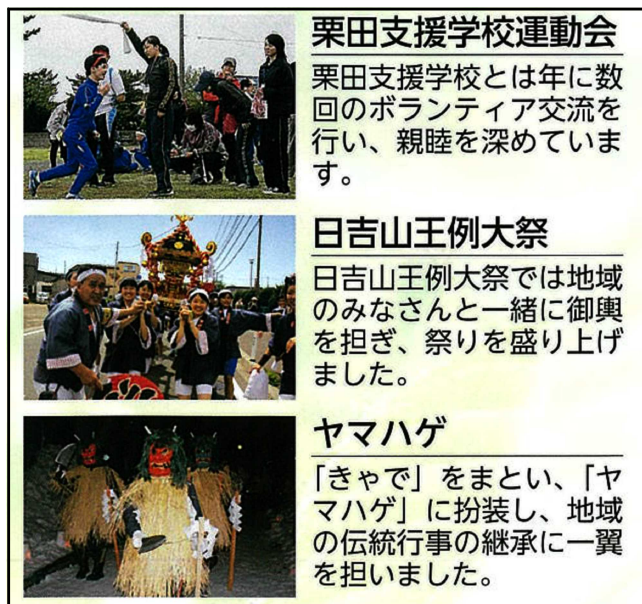 栗田支援学校運動会
栗田支援学校とは年に数
回のボランティア交流を
行い、親睦を深めていま
す。
日吉山王例大祭
日吉山王例大祭では地域
のみなさんと一緒に御輿
を担ぎ、祭りを盛り上げ
ました。
ヤマハゲ
「きゃで」をまとい、「ヤ
マハゲ」に扮装し、地域
の伝統行事の継承に一翼
を担いました。